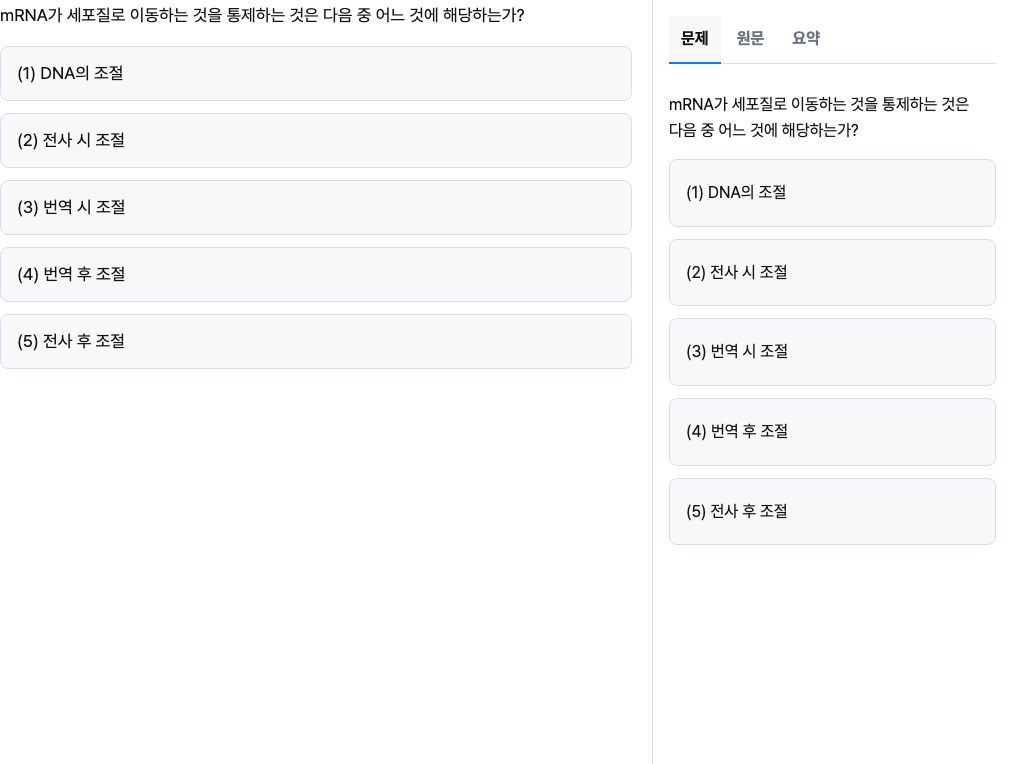 mRNA가 세포질로 이동하는 것을 통제하는 것은 다음 중 어느 것에 해당하는가?
(1) DNA의 조절
(2) 전사 시 조절
(3) 번역 시 조절
(4) 번역 후 조절
(5) 전사 후 조절
문제 원문 요약
mRNA가 세포질로 이동하는 것을 통제하는 것은
다음 중 어느 것에 해당하는가?
(1) DNA의 조절
(2) 전사 시 조절
(3) 번역 시 조절
(4) 번역 후 조절
(5) 전사 후 조절